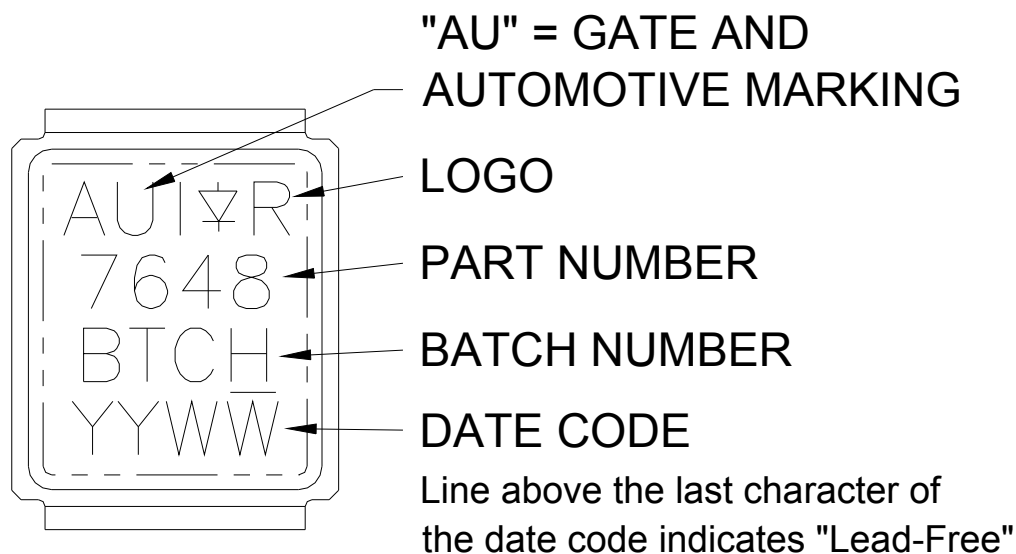 "AU" = GATE AND
AUTOMOTIVE MARKING
AUI R
LOGO
7648
PART NUMBER
BTCH
BATCH NUMBER
YYWW
DATE CODE
Line above the last character of
the date code indicates "Lead-Free"